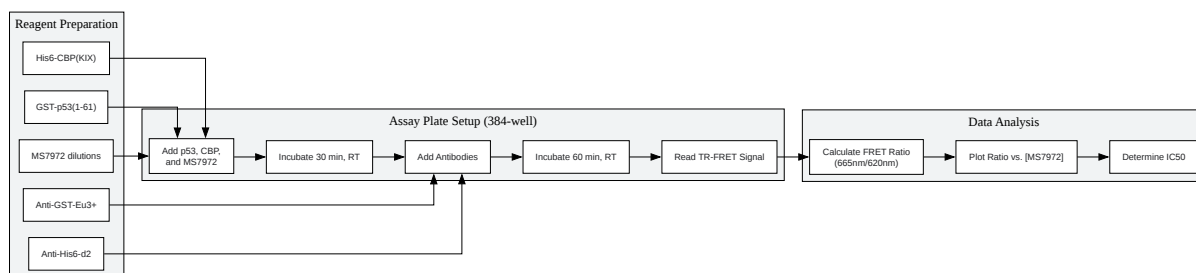 Reagent Preparation
His6-CBP(KIX)
GST-p53(1-61)
MS7972 dilutions
Anti-GST-Eu3+
Anti-His6-d2
Assay Plate Setup (384-well)
Add p53, CBP,
and MS7972
Incubate 30 min, RT
Add Antibodies
Incubate 60 min, RT
Read TR-FRET Signal
Data Analysis
Calculate FRET Ratio
(665nm/620nm)
Plot Ratio vs. [MS7972]
Determine IC50